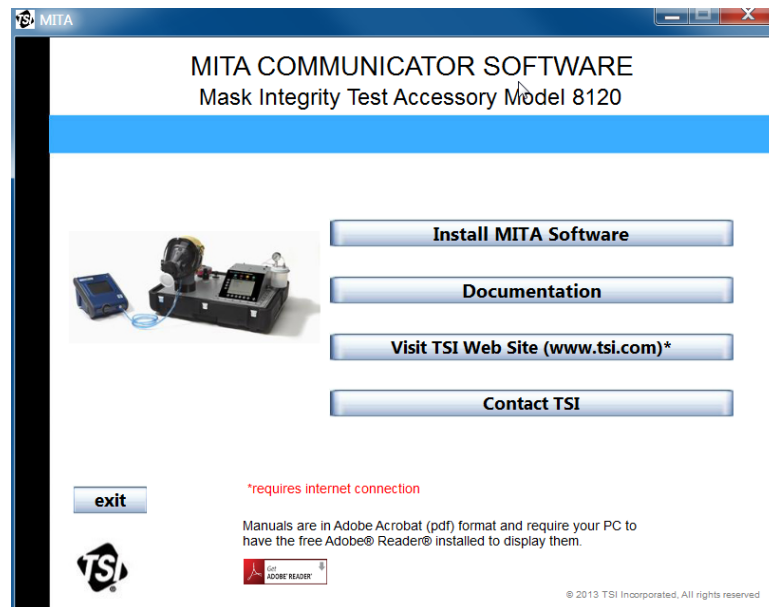 MITA
MITA COMMUNICATOR SOFTWARE
Mask Integrity Test Accessory Model 8120
Install MITA Software
Documentation
Visit TSI Web Site (www.tsi.com)*
Contact TSI
exit
*requires internet connection
Manuals are in Adobe Acrobat (pdf) format and require your PC to
have the free Adobe® Reader® installed to display them.
TSI
Get
ADOBE® READER®
© 2013 TSI Incorporated, All rights reserved